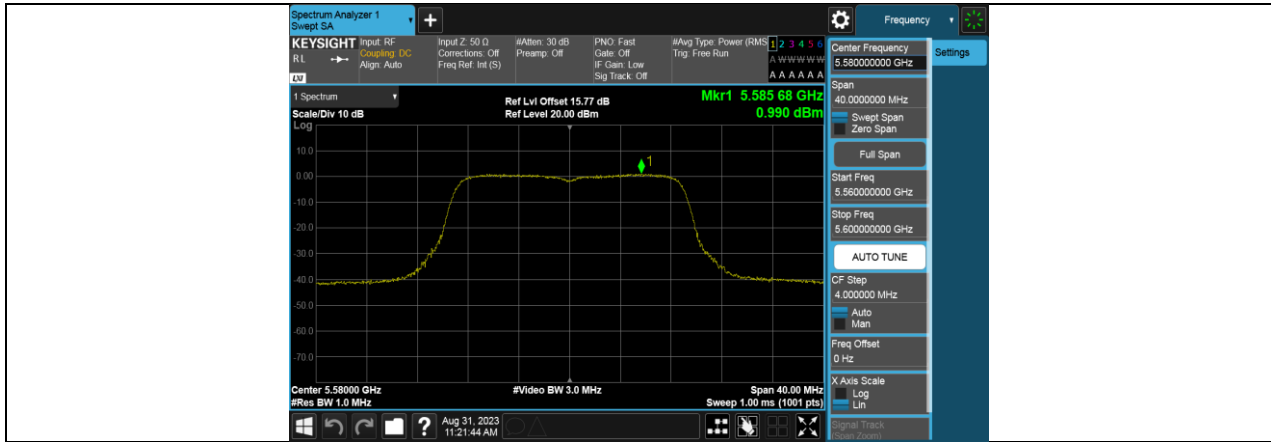 Spectrum Analyzer 1
Swept SA
+
Frequency
KEYSIGHT
RL
LXI
Input: RF
Coupling: DC
Align: Auto
Input Z: 50 Ω
Corrections: Off
Freq Ref: Int (S)
#Atten: 30 dB
Preamp: Off
PNO: Fast
Gate: Off
IF Gain: Low
Sig Track: Off
#Avg Type: Power (RMS
Trig: Free Run
1 2 3 4 5 6
A W W W W W
A A A A A A
1 Spectrum
Scale/Div 10 dB
Log
Ref Lvl Offset 15.77 dB
Ref Level 20.00 dBm
Mkr1 5.585 68 GHz
0.990 dBm
1
10.0
0.00
-10.0
-20.0
-30.0
-40.0
-50.0
-60.0
-70.0
Center 5.58000 GHz
#Res BW 1.0 MHz
#Video BW 3.0 MHz
Span 40.00 MHz
Sweep 1.00 ms (1001 pts)
?
Aug 31, 2023
11:21:44 AM
Center Frequency
5.580000000 GHz
Span
40.0000000 MHz
Swept Span
Zero Span
Full Span
Start Freq
5.560000000 GHz
Stop Freq
5.600000000 GHz
AUTO TUNE
CF Step
4.000000 MHz
Auto
Man
Freq Offset
0 Hz
X Axis Scale
Log
Lin
Signal Track
(Span Zoom)
Settings